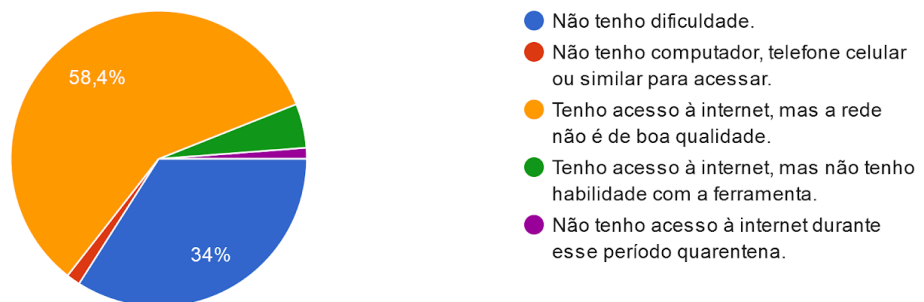 58,4%
34%
Não tenho dificuldade.
Não tenho computador, telefone celular
ou similar para acessar.
Tenho acesso à internet, mas a rede
não é de boa qualidade.
Tenho acesso à internet, mas não tenho
habilidade com a ferramenta.
Não tenho acesso à internet durante
esse período quarentena.